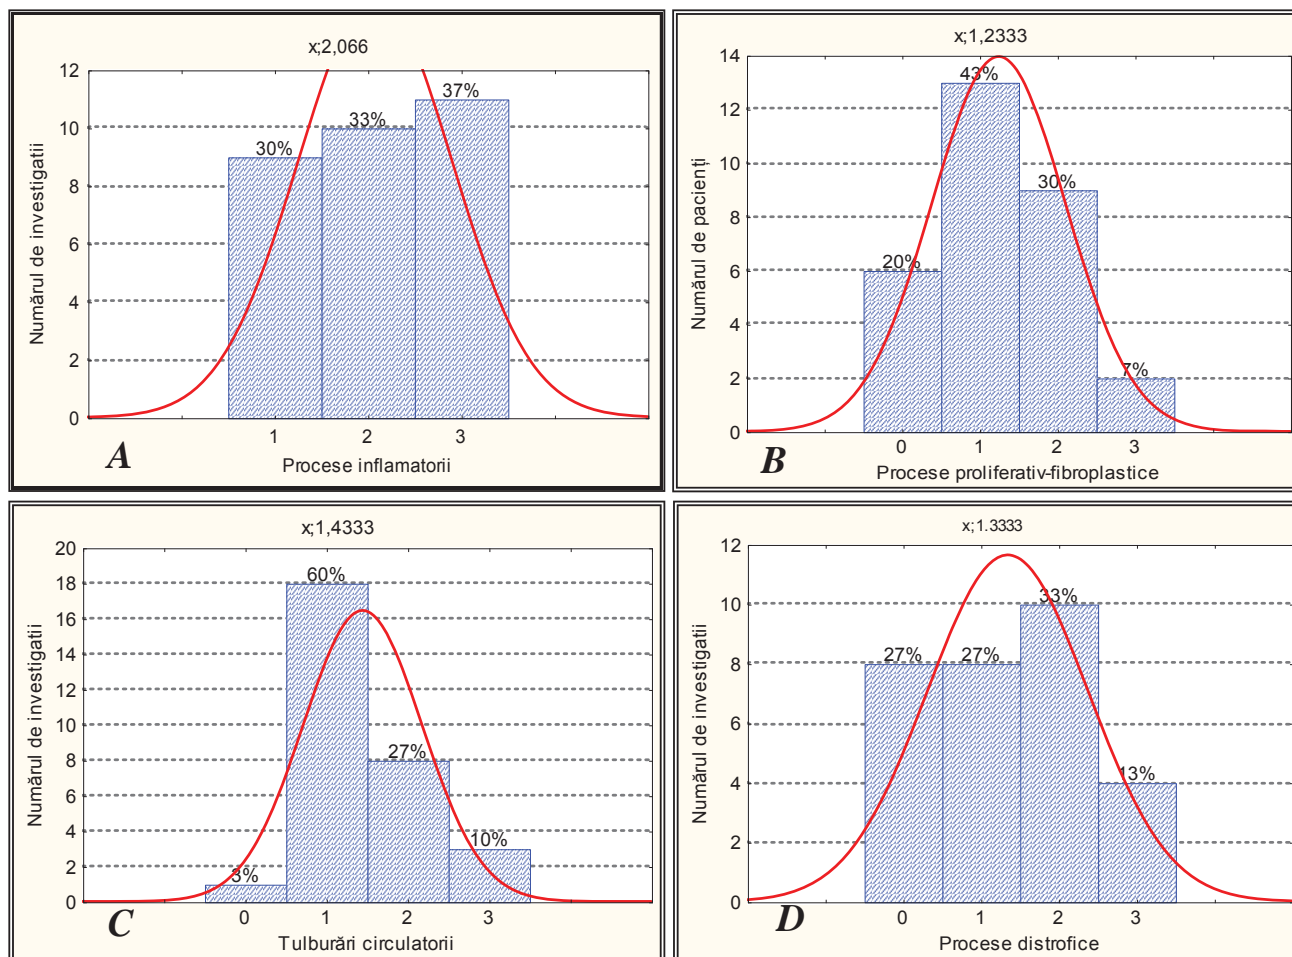 x;2,066
Numărul de investigatii
12
10
8
6
4
2
0
30%
33%
37%
1 2 3
Procese inflamatorii
A
x;1,2333
Numărul de pacienți
14
12
10
8
6
4
2
0
20%
43%
30%
7%
0 1 2 3
Procese proliferativ-fibroplastice
B
x;1,4333
Numărul de investigatii
20
18
16
14
12
10
8
6
4
2
0
3%
60%
27%
10%
0 1 2 3
Tulburări circulatorii
C
x;1.3333
Numărul de investigatii
12
10
8
6
4
2
0
27%
27%
33%
13%
0 1 2 3
Procese distrofice
D